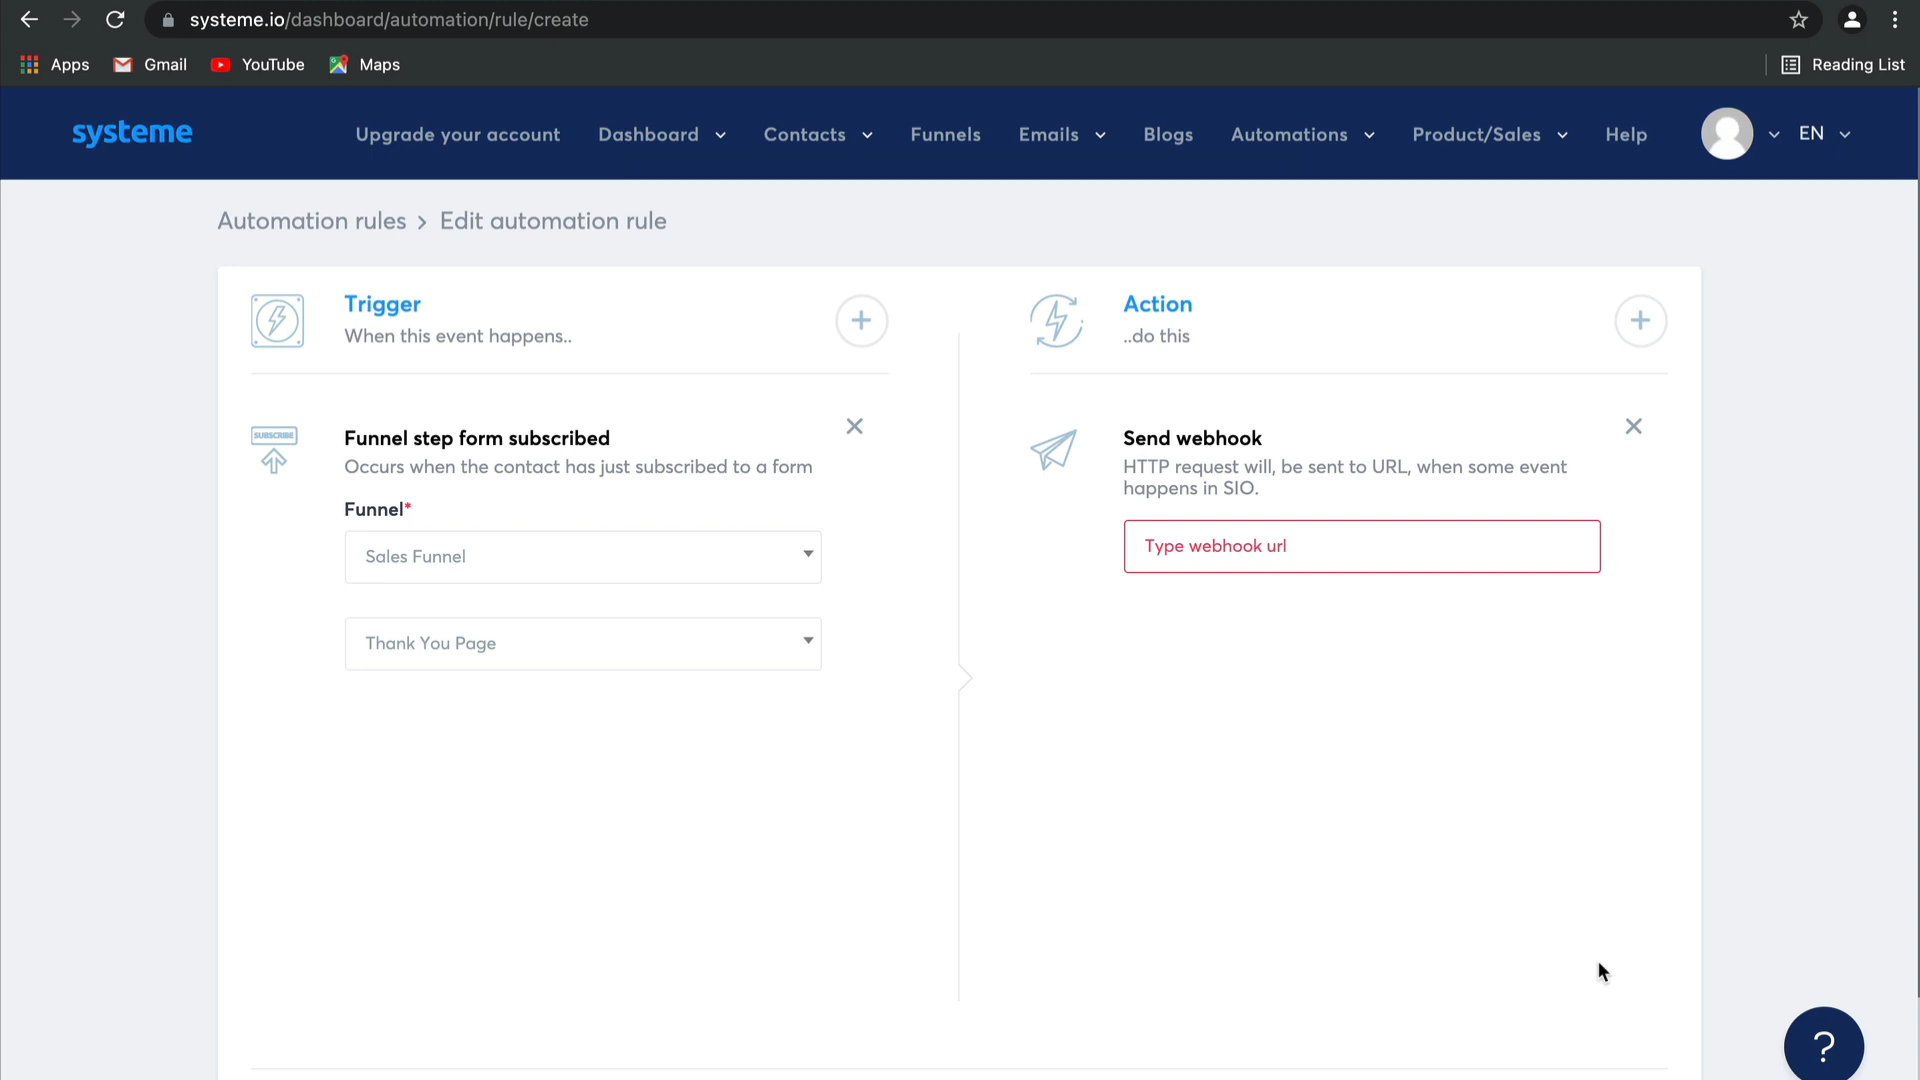 systeme.io/dashboard/automation/rule/create
Apps Gmail YouTube Maps Reading List
systeme Upgrade your account Dashboard Contacts Funnels Emails Blogs Automations Product/Sales Help EN
Automation rules > Edit automation rule
Trigger
When this event happens..
Action
..do this
SUBSCRIBE
Funnel step form subscribed
Occurs when the contact has just subscribed to a form
Funnel*
Sales Funnel
Thank You Page
Send webhook
HTTP request will, be sent to URL, when some event
happens in SIO.
Type webhook url
?